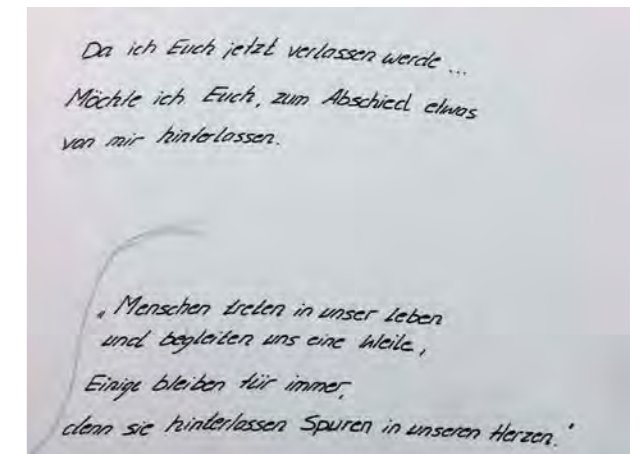 Da ich Euch jetzt verlassen werde ...
Möchte ich Euch, zum Abschied etwas
von mir hinterlassen.
„Menschen treten in unser Leben
und begleiten uns eine Weile,
Einige bleiben für immer,
denn sie hinterlassen Spuren in unseren Herzen.“